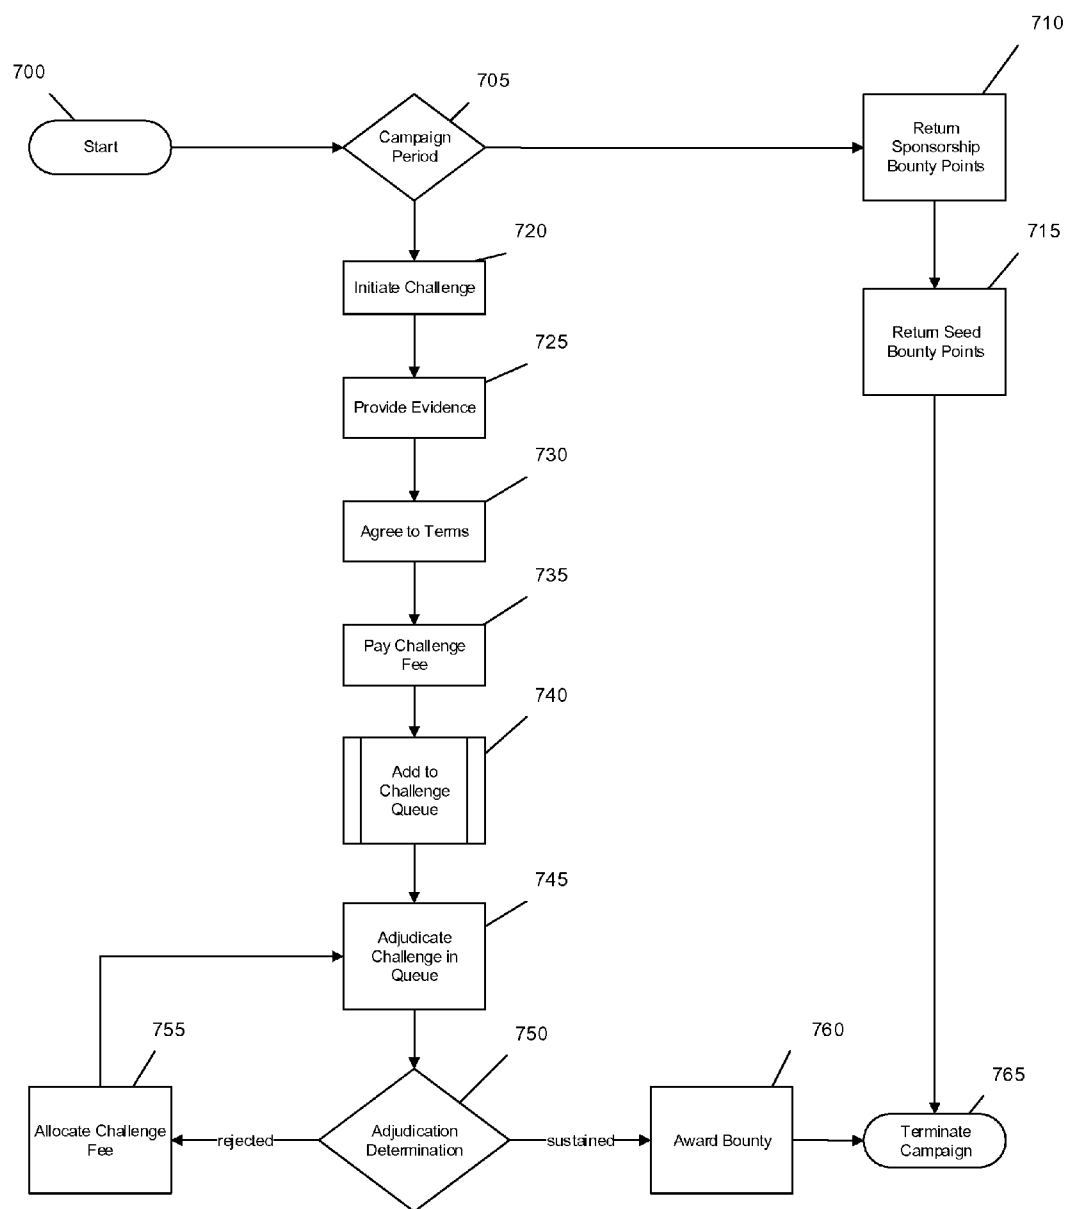 710
700
705
Start
Campaign
Period
Return
Sponsorship
Bounty Points
720
715
Initiate Challenge
Return Seed
Bounty Points
725
Provide Evidence
730
Agree to Terms
735
Pay Challenge
Fee
740
Add to
Challenge
Queue
745
Adjudicate
Challenge in
Queue
755
750
760
765
Allocate Challenge
Fee
rejected
Adjudication
Determination
sustained
Award Bounty
Terminate
Campaign